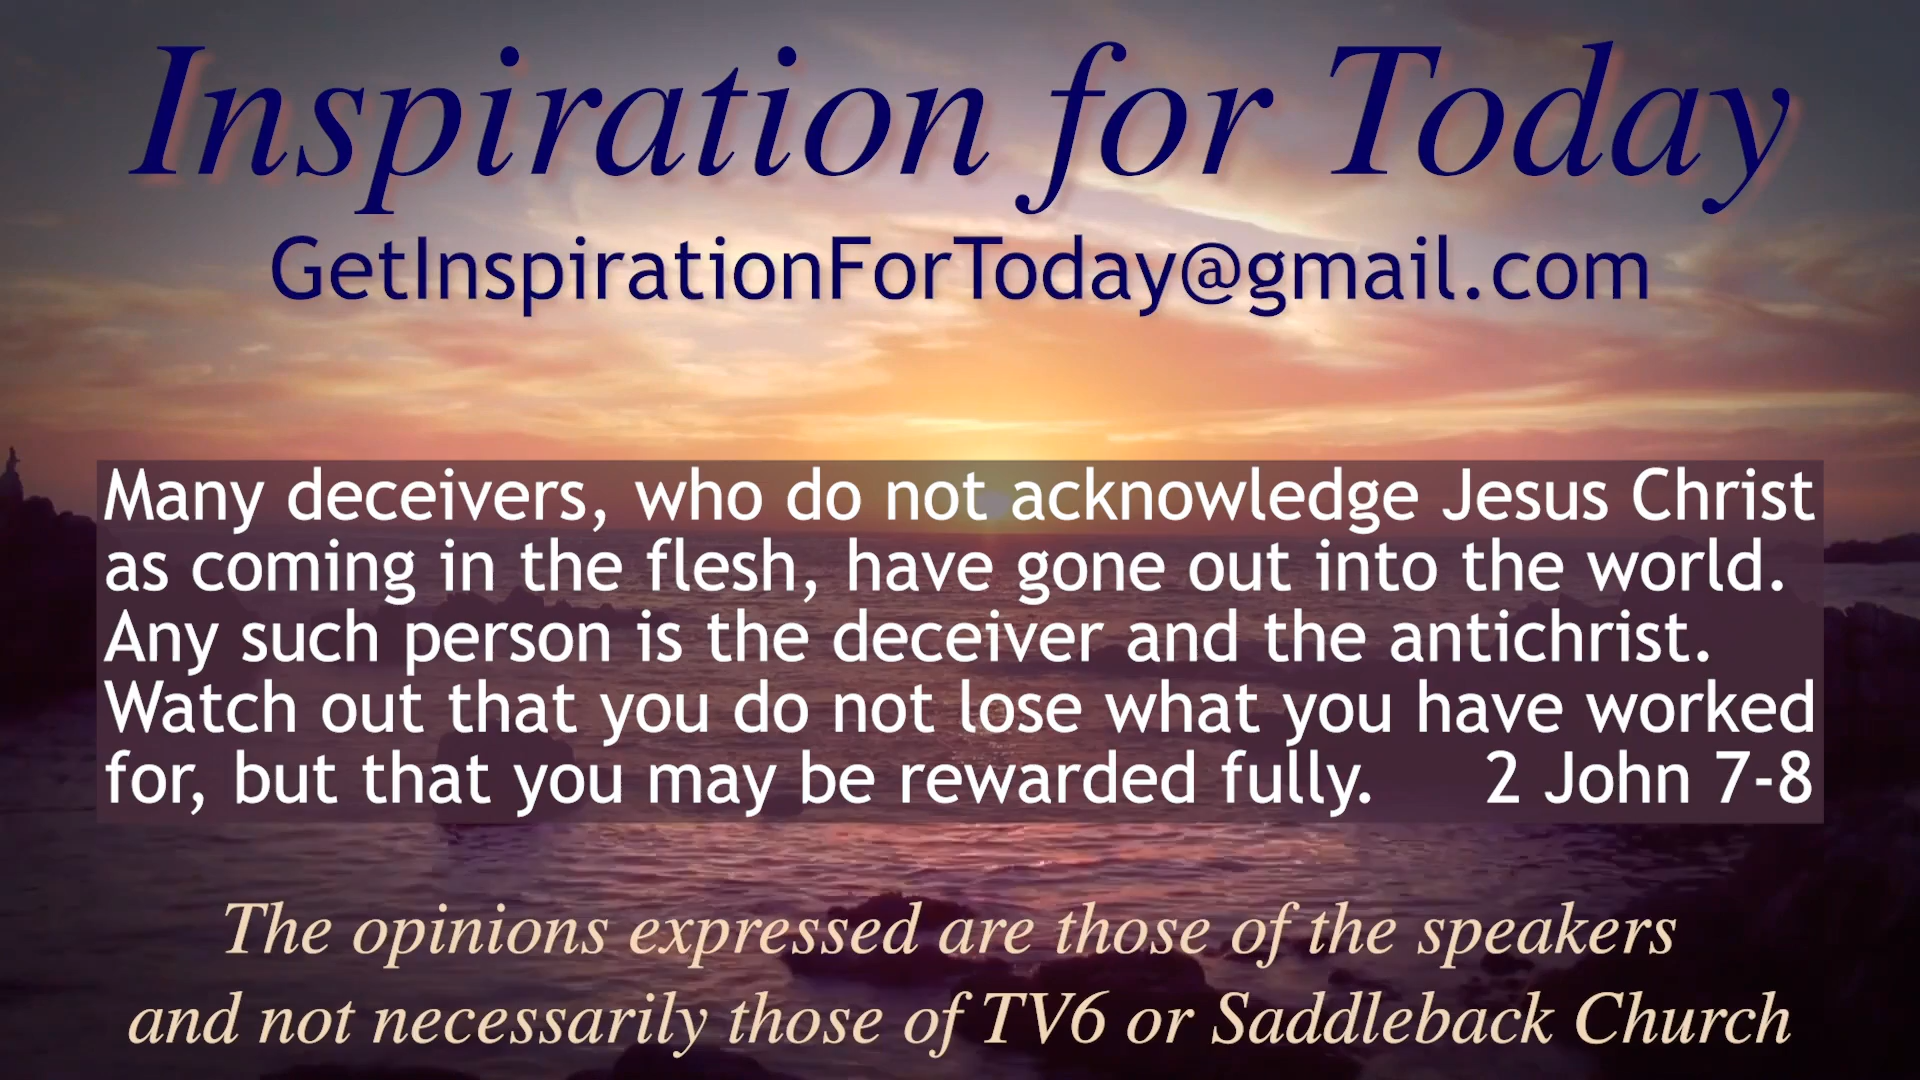 Inspiration for Today
GetInspirationForToday@gmail.com
Many deceivers, who do not acknowledge Jesus Christ
as coming in the flesh, have gone out into the world.
Any such person is the deceiver and the antichrist.
Watch out that you do not lose what you have worked
for, but that you may be rewarded fully. 2 John 7-8
The opinions expressed are those of the speakers
and not necessarily those of TV6 or Saddleback Church